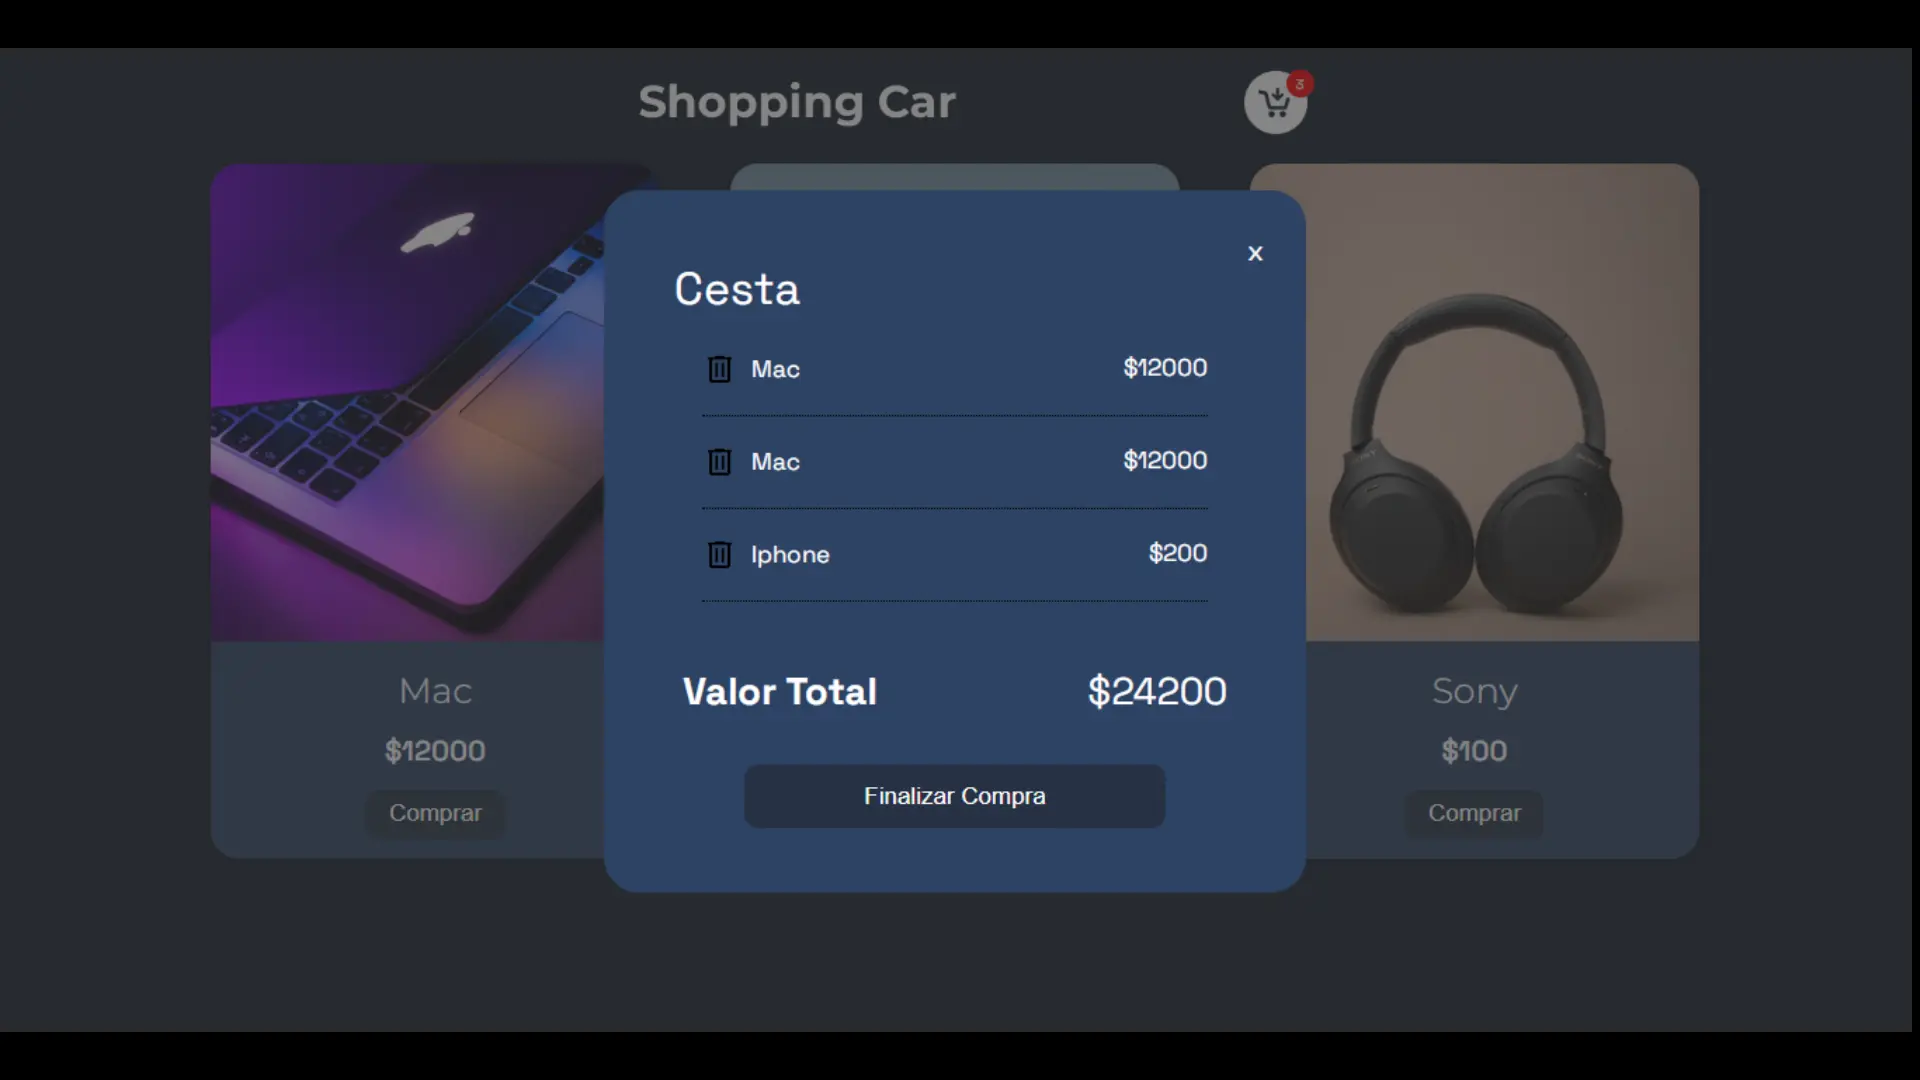 Shopping Car
3
x
Cesta
Mac $12000
Mac $12000
Iphone $200
Valor Total $24200
Finalizar Compra
Mac
$12000
Comprar
Sony
$100
Comprar